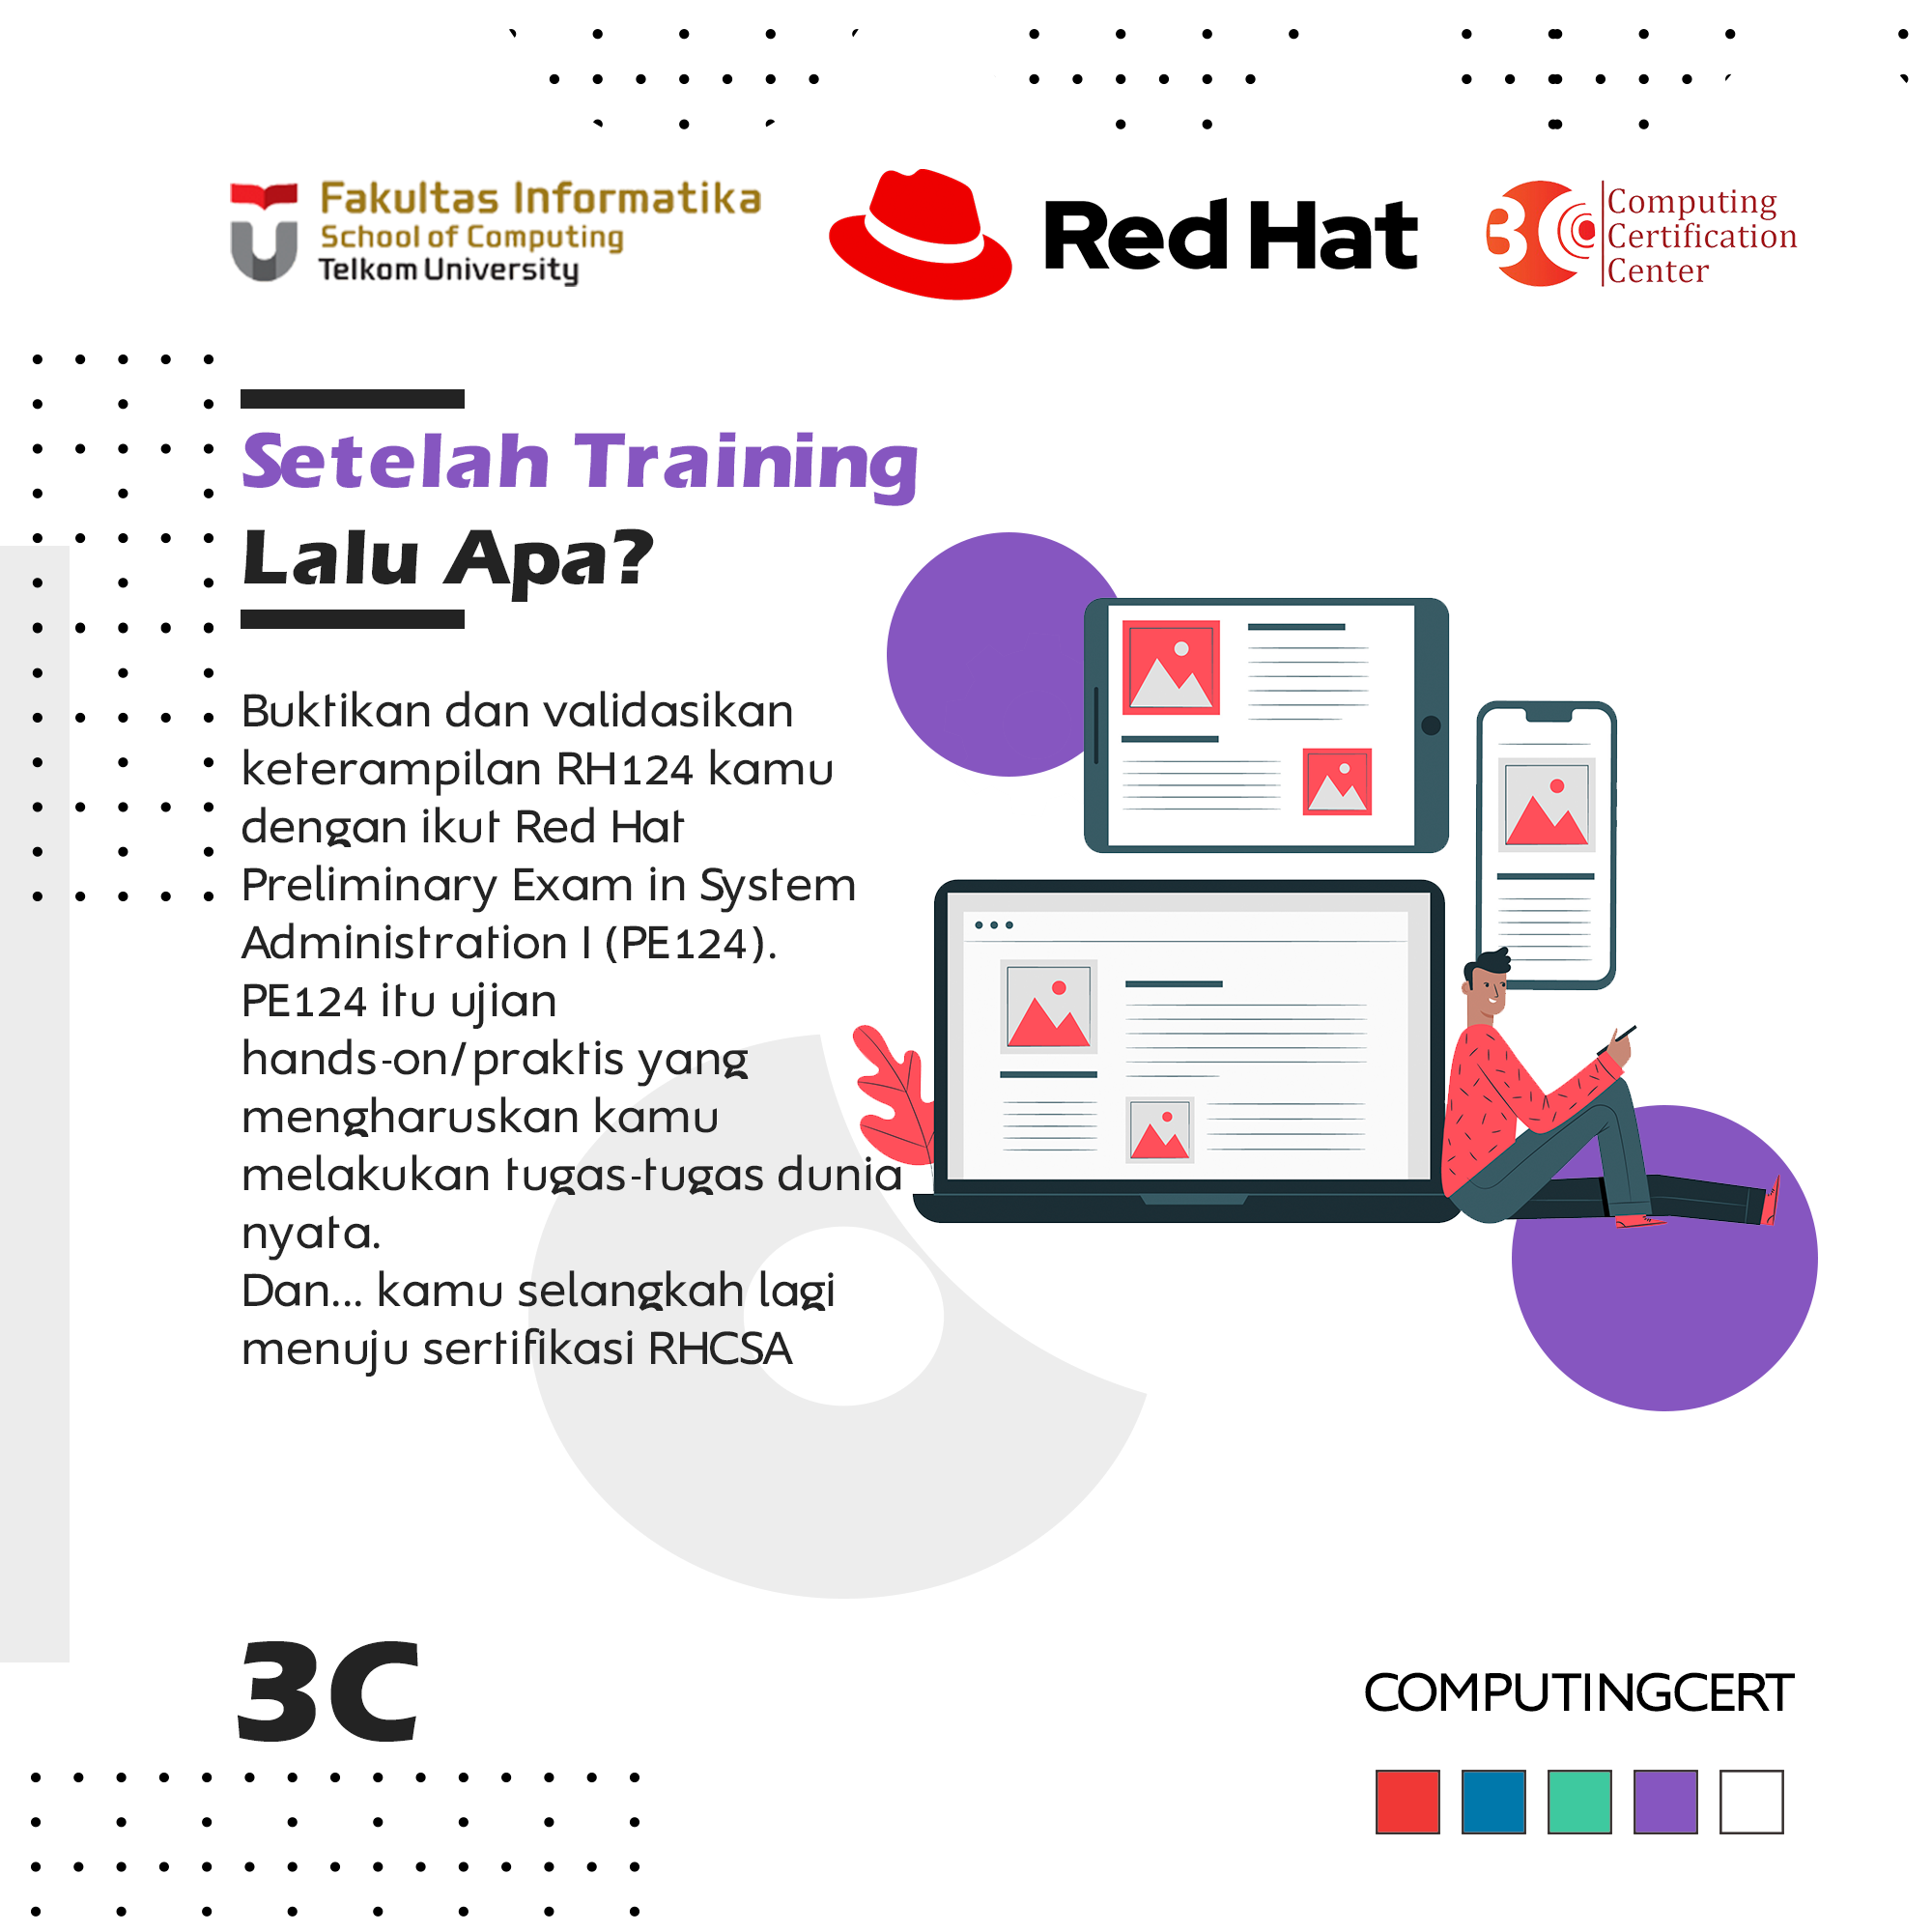 Fakultas Informatika
School of Computing
Telkom University
Red Hat
3C
Computing
Certification
Center
Setelah Training
Lalu Apa?
Buktikan dan validasikan
keterampilan RH124 kamu
dengan ikut Red Hat
Preliminary Exam in System
Administration I (PE124).
PE124 itu ujian
hands-on/praktis yang
mengharuskan kamu
melakukan tugas-tugas dunia
nyata.
Dan... kamu selangkah lagi
menuju sertifikasi RHCSA
3C
COMPUTINGCERT